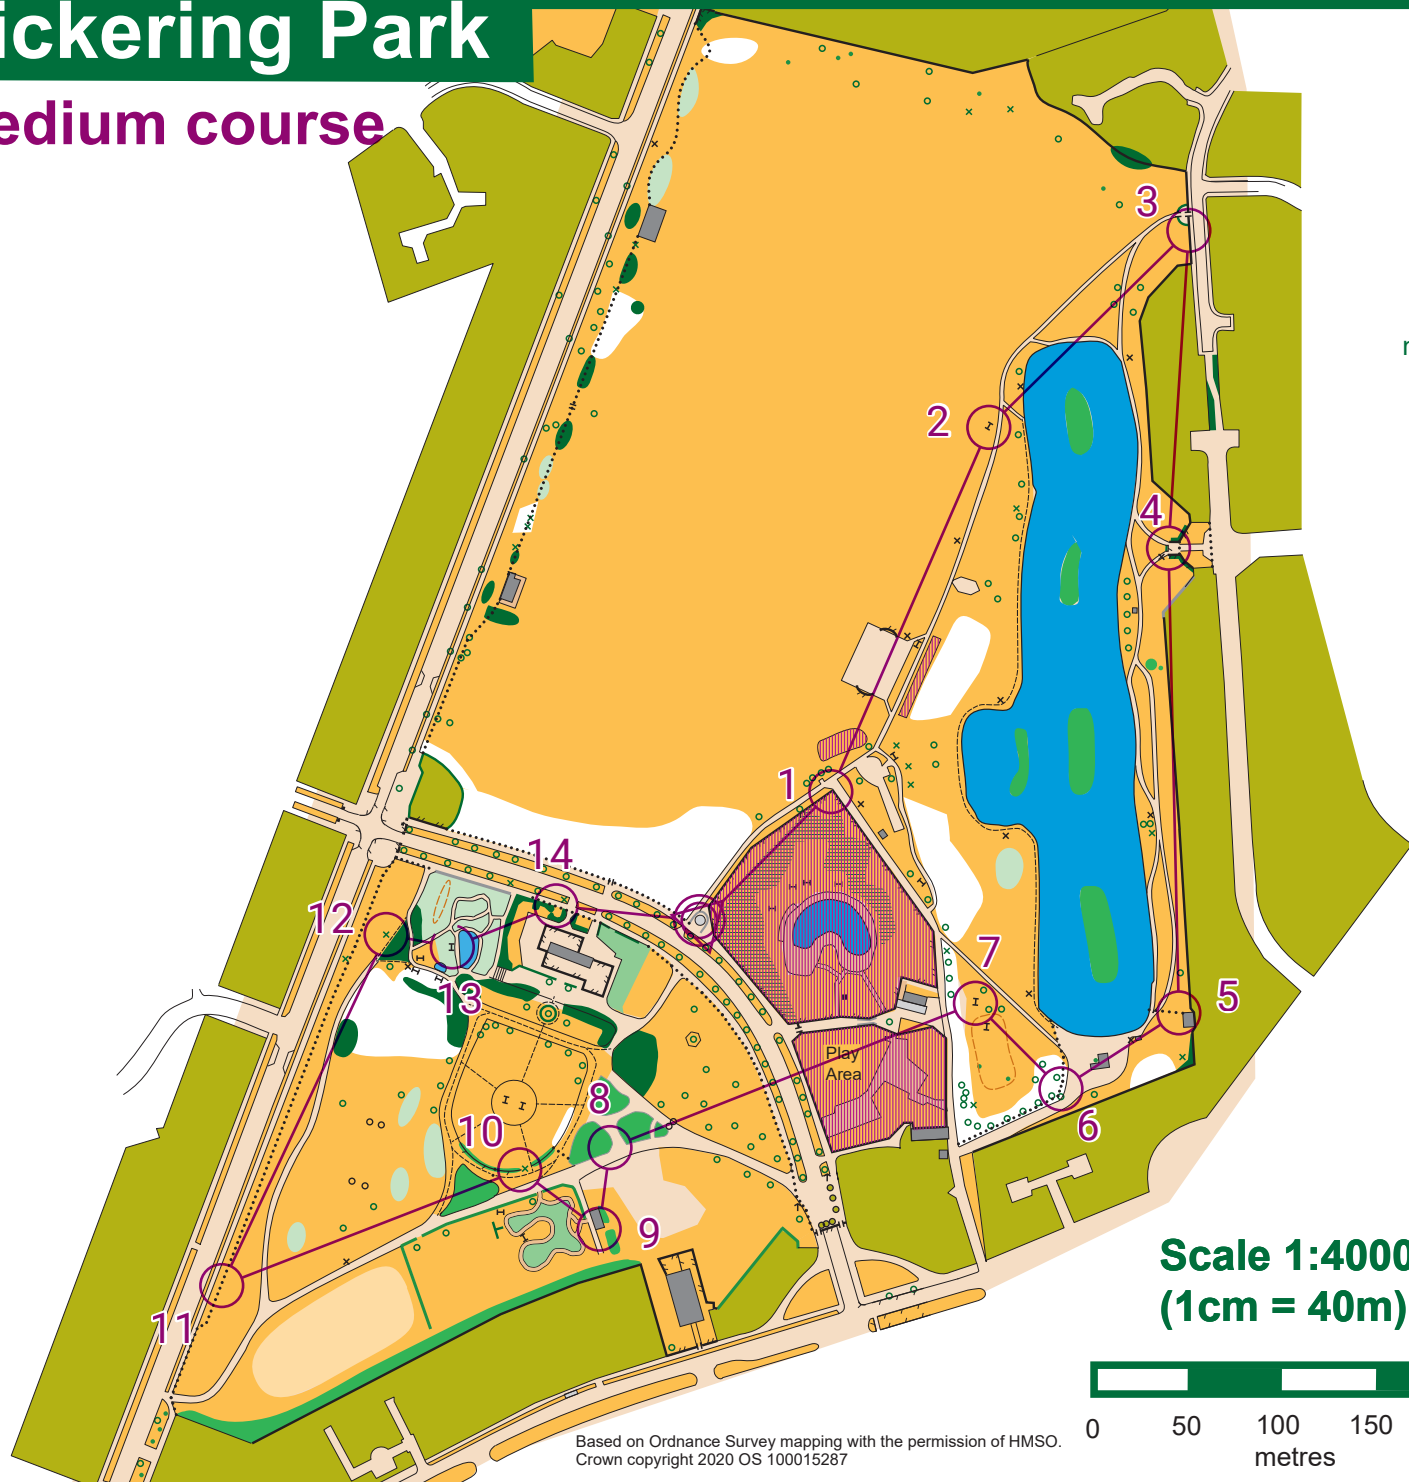 ickering Park
edium course
3
2
4
1
14
12
7
13
5
8
Play
Area
10
6
9
11
Scale 1:4000
(1cm = 40m)
0 50 100 150
metres
Based on Ordnance Survey mapping with the permission of HMSO.
Crown copyright 2020 OS 100015287